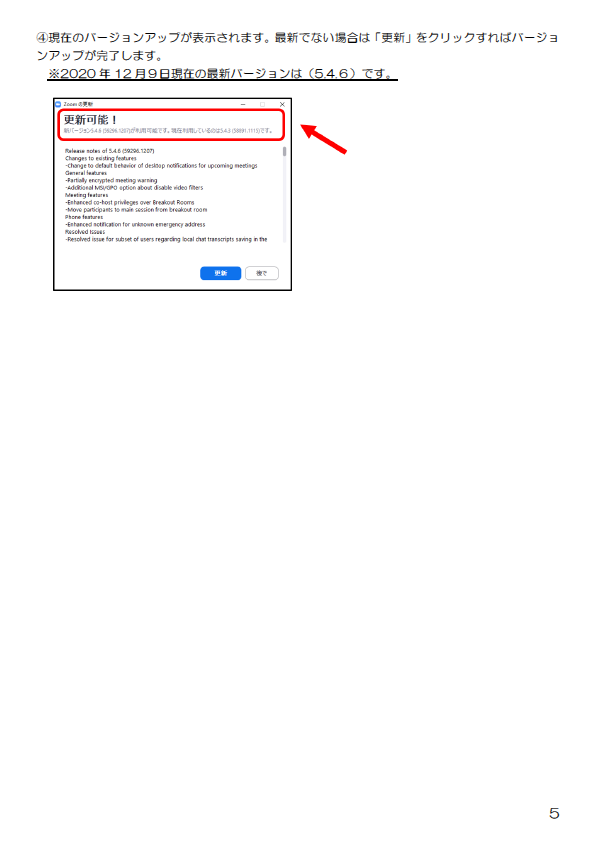 ④現在のバージョンアップが表示されます。最新でない場合は「更新」をクリックすればバージョ
ンアップが完了します。
※2020 年 12 月9日現在の最新バージョンは（5.4.6）です。
Zoomの更新
更新可能！
新バージョン5.4.6 (59296.1207)が利用可能です。現在利用しているのは5.4.3 (58891.1115)です。
Release notes of 5.4.6 (59296.1207)
Changes to existing features
-Change to default behavior of desktop notifications for upcoming meetings
General features
-Partially encrypted meeting warning
-Additional MSI/GPO option about disable video filters
Meeting features
-Enhanced co-host privileges over Breakout Rooms
-Move participants to main session from breakout room
Phone features
-Enhanced notification for unknown emergency address
Resolved Issues
-Resolved issue for subset of users regarding local chat transcripts saving in the
更新 後で
5